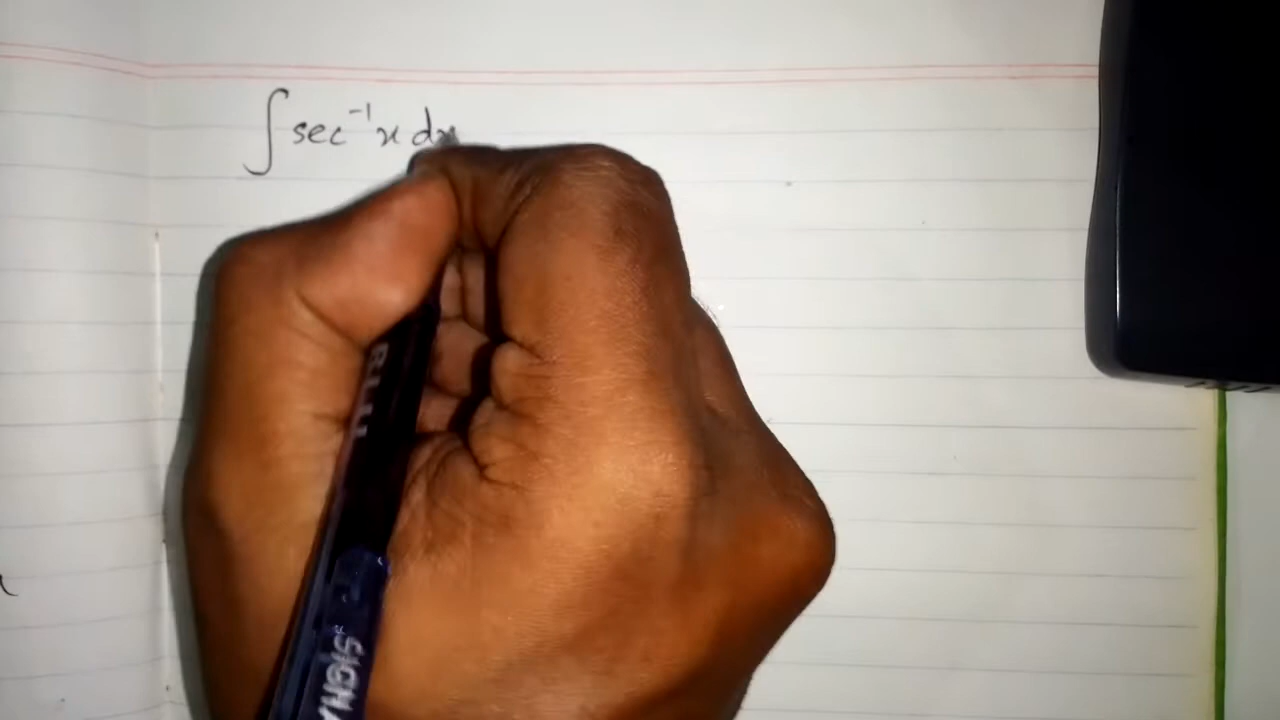 ∫ sec⁻¹x dx